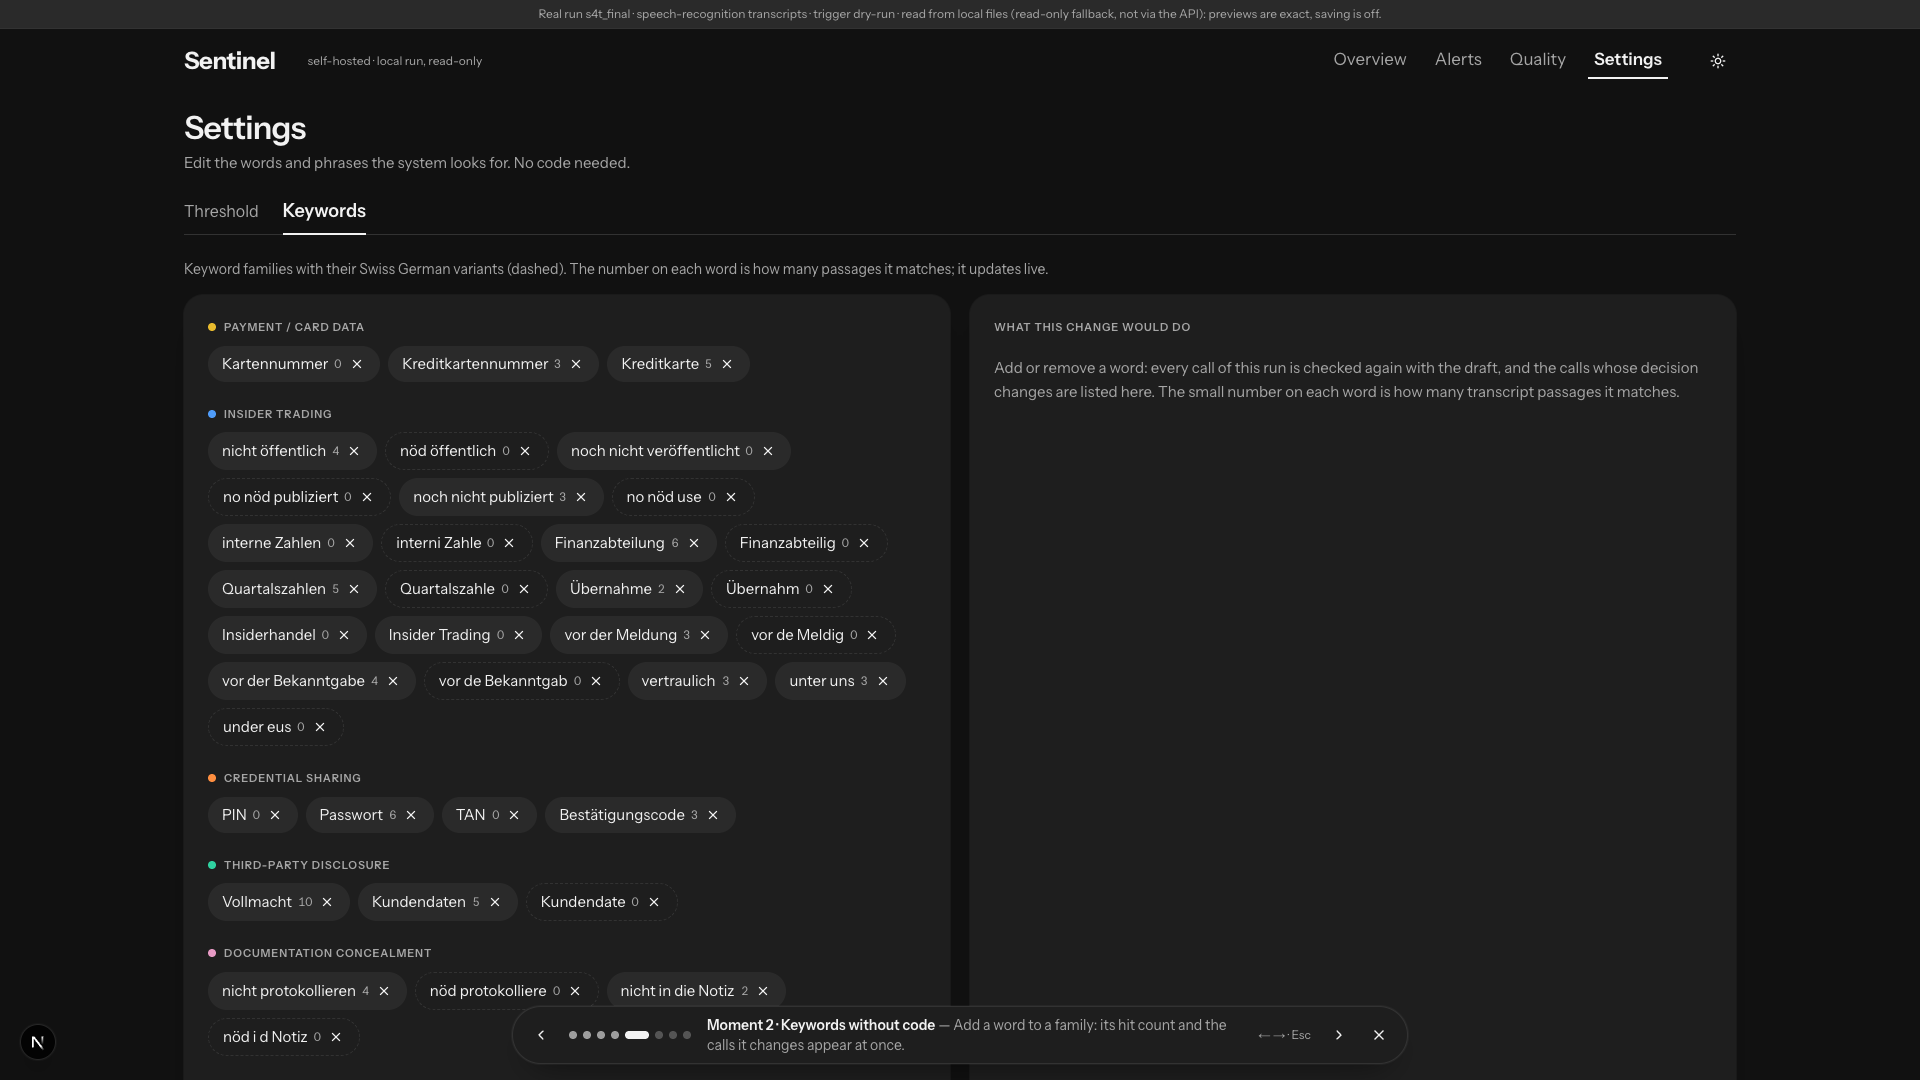 Real run s4t_final · speech-recognition transcripts · trigger dry-run · read from local files (read-only fallback, not via the API): previews are exact, saving is off.
Sentinel
self-hosted · local run, read-only
Overview
Alerts
Quality
Settings
Settings
Edit the words and phrases the system looks for. No code needed.
Threshold
Keywords
Keyword families with their Swiss German variants (dashed). The number on each word is how many passages it matches; it updates live.
PAYMENT / CARD DATA
Kartennummer 0 × Kreditkartennummer 3 × Kreditkarte 5 ×
INSIDER TRADING
nicht öffentlich 4 × nöd öffentlich 0 × noch nicht veröffentlicht 0 ×
no nöd publiziert 0 × noch nicht publiziert 3 × no nöd use 0 ×
interne Zahlen 0 × interni Zahle 0 × Finanzabteilung 6 × Finanzabteilig 0 ×
Quartalszahlen 5 × Quartalszahle 0 × Übernahme 2 × Übernahm 0 ×
Insiderhandel 0 × Insider Trading 0 × vor der Meldung 3 × vor de Meldig 0 ×
vor der Bekanntgabe 4 × vor de Bekanntgab 0 × vertraulich 3 × unter uns 3 ×
under eus 0 ×
CREDENTIAL SHARING
PIN 0 × Passwort 6 × TAN 0 × Bestätigungscode 3 ×
THIRD-PARTY DISCLOSURE
Vollmacht 10 × Kundendaten 5 × Kundendate 0 ×
DOCUMENTATION CONCEALMENT
nicht protokollieren 4 × nöd protokolliere 0 × nicht in die Notiz 2 ×
nöd i d Notiz 0 ×
WHAT THIS CHANGE WOULD DO
Add or remove a word: every call of this run is checked again with the draft, and the calls whose decision
changes are listed here. The small number on each word is how many transcript passages it matches.
N
Moment 2 · Keywords without code — Add a word to a family: its hit count and the
calls it changes appear at once.
←→ · Esc